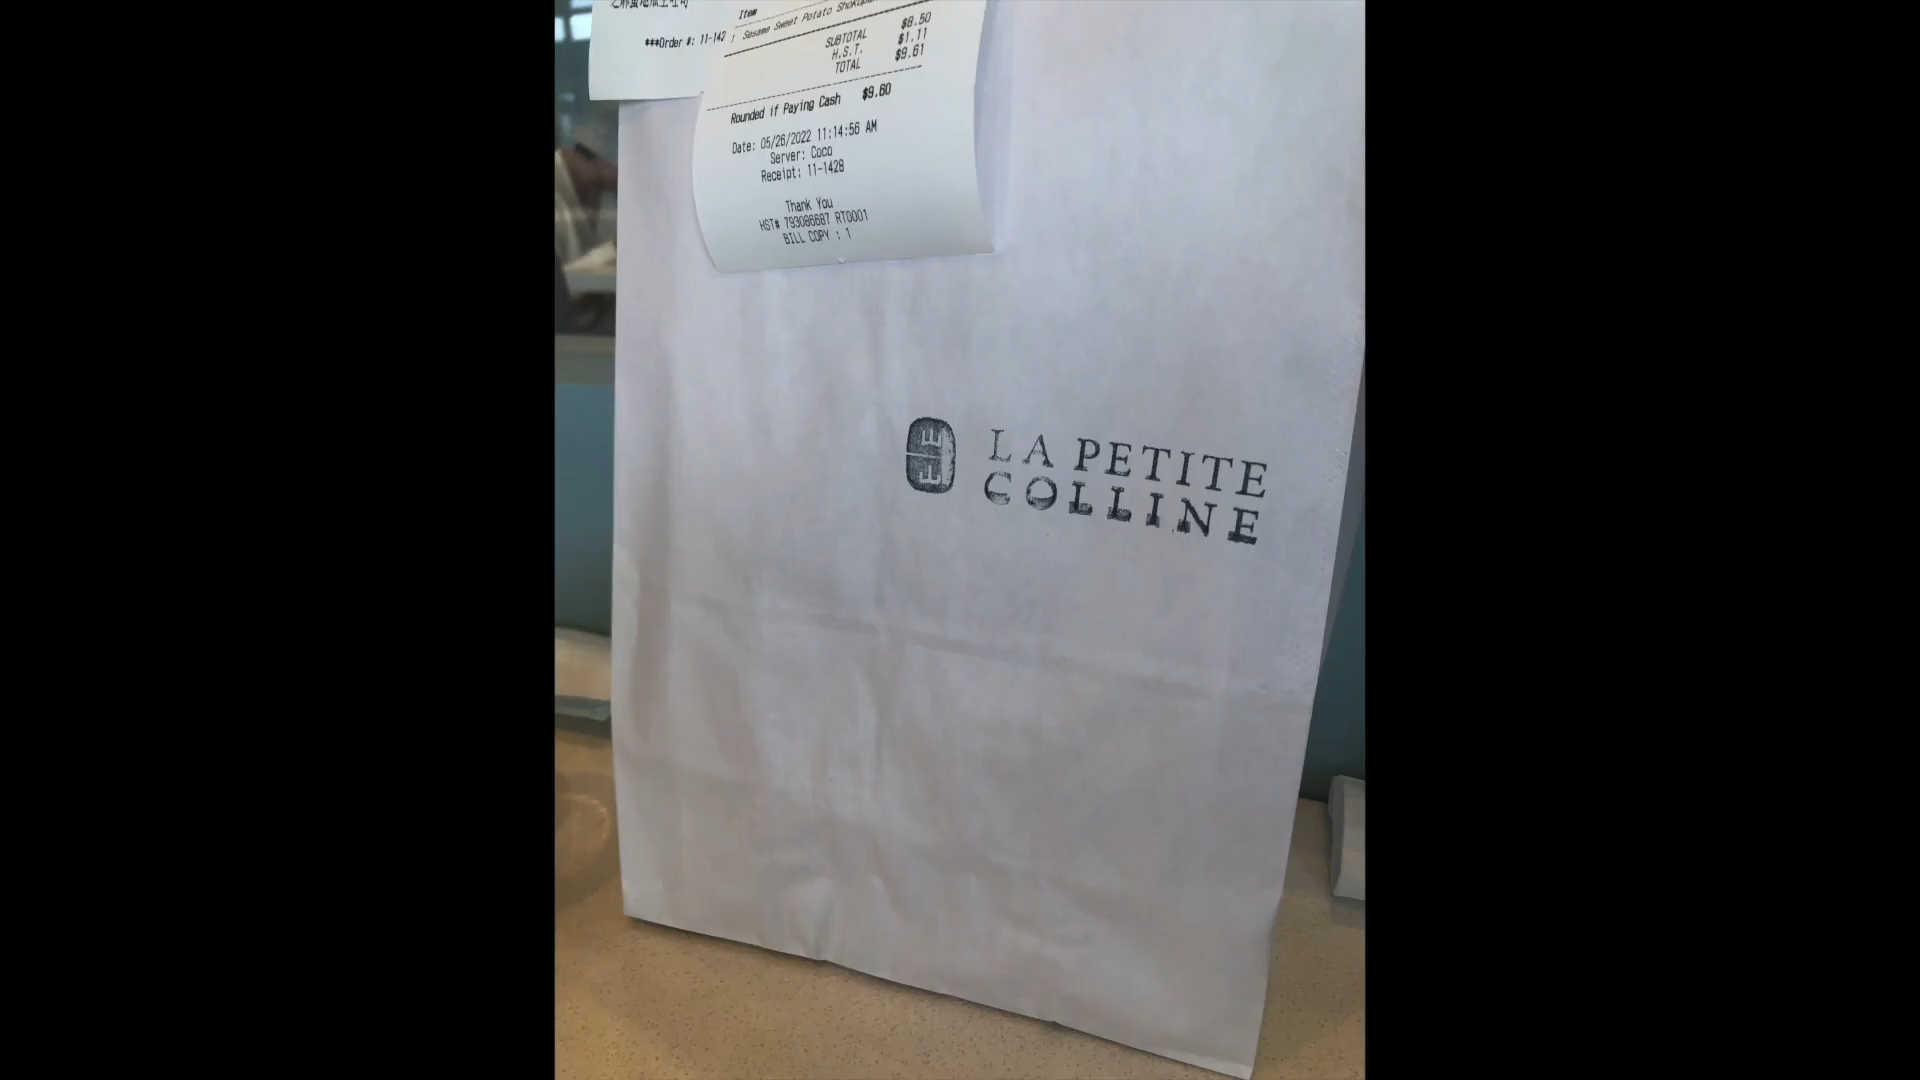 ***Order #: 11-142
Item
1 Sesame Sweet Potato
$8.50
SUBTOTAL $1.11
H.S.T. $9.61
TOTAL
Rounded if Paying Cash $9.60
Date: 05/26/2022 11:14:56 AM
Server: Coco
Receipt: 11-1428
Thank You
HST# 793086687 RT0001
BILL COPY : 1
LA PETITE
COLLINE